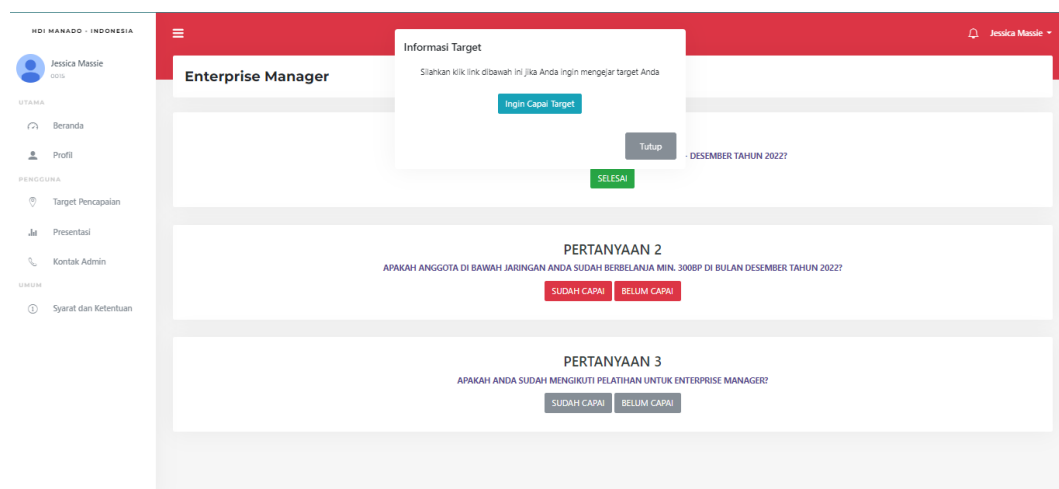 HDI MANADO - INDONESIA
Jessica Massie
Jessica Massie
UTAMA
Beranda
Profil
PENGGUNA
Target Pencapaian
Presentasi
Kontak Admin
UMUM
Syarat dan Ketentuan
Enterprise Manager
Informasi Target
Silahkan klik link dibawah ini jika Anda ingin mengejar target Anda
Ingin Capai Target
Tutup
- DESEMBER TAHUN 2022?
SELESAI
PERTANYAAN 2
APAKAH ANGGOTA DI BAWAH JARINGAN ANDA SUDAH BERBELANJA MIN. 300BP DI BULAN DESEMBER TAHUN 2022?
SUDAH CAPAI BELUM CAPAI
PERTANYAAN 3
APAKAH ANDA SUDAH MENGIKUTI PELATIHAN UNTUK ENTERPRISE MANAGER?
SUDAH CAPAI BELUM CAPAI